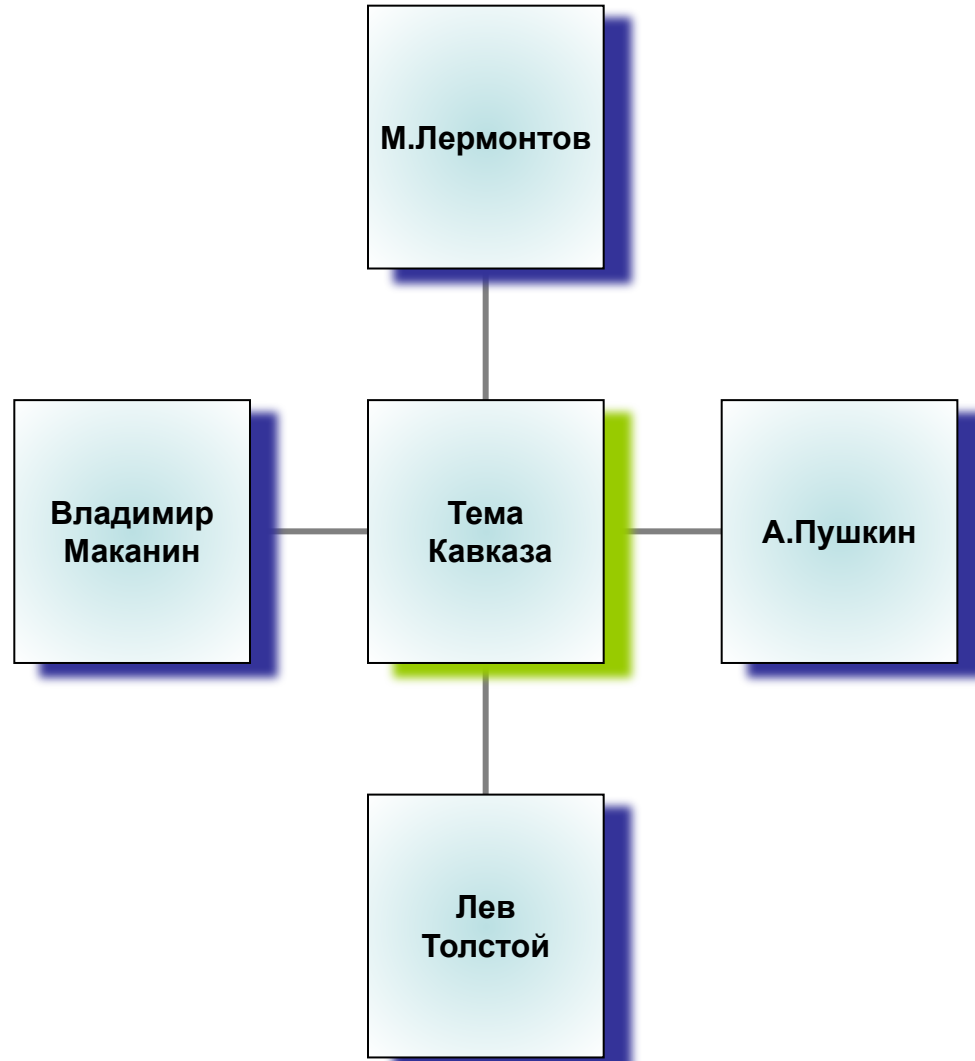 М.Лермонтов
Владимир
Маканин
Тема
Кавказа
А.Пушкин
Лев
Толстой